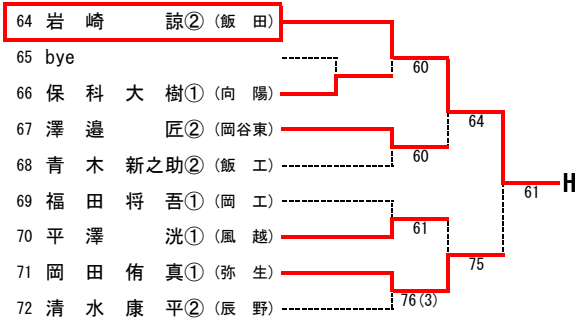 64 岩崎 諒② (飯田)
65 bye
66 保科大樹① (向陽)
67 澤邉 匠② (岡谷東)
68 青木新之助② (飯工)
69 福田将吾① (岡工)
70 平澤 洸① (風越)
71 岡田侑真① (弥生)
72 清水康平② (辰野)
60
64
60
61
H
61
75
76(3)